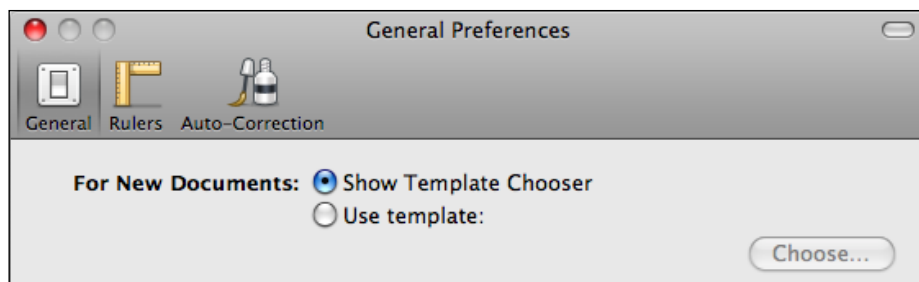 General Preferences
General Rulers Auto-Correction
For New Documents: Show Template Chooser
Use template:
Choose...